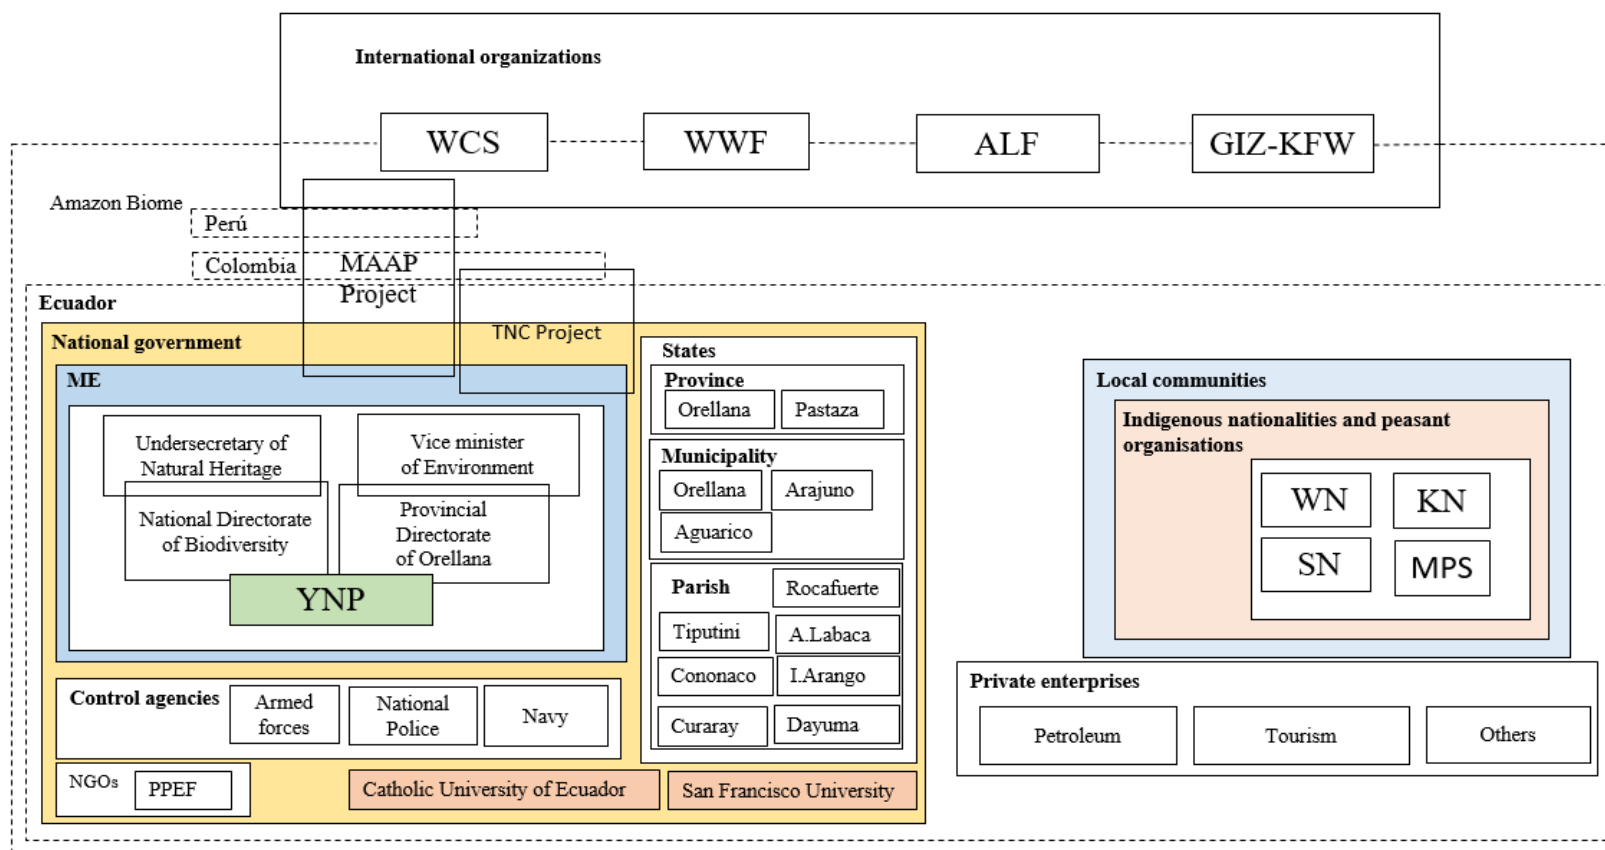 International organizations
WCS
WWF
ALF
GIZ-KFW
Amazon Biome
Perú
Colombia
MAAP
Project
Ecuador
TNC Project
National government
ME
Undersecretary of
Natural Heritage
Vice minister
of Environment
National Directorate
of Biodiversity
Provincial
Directorate
of Orellana
YNP
Control agencies
Armed
forces
National
Police
Navy
NGOs
PPEF
Catholic University of Ecuador
San Francisco University
States
Province
Orellana
Pastaza
Municipality
Orellana
Arajuno
Aguarico
Parish
Rocafuerte
Tiputini
A.Labaca
Cononaco
I.Arango
Curaray
Dayuma
Local communities
Indigenous nationalities and peasant
organisations
WN
KN
SN
MPS
Private enterprises
Petroleum
Tourism
Others